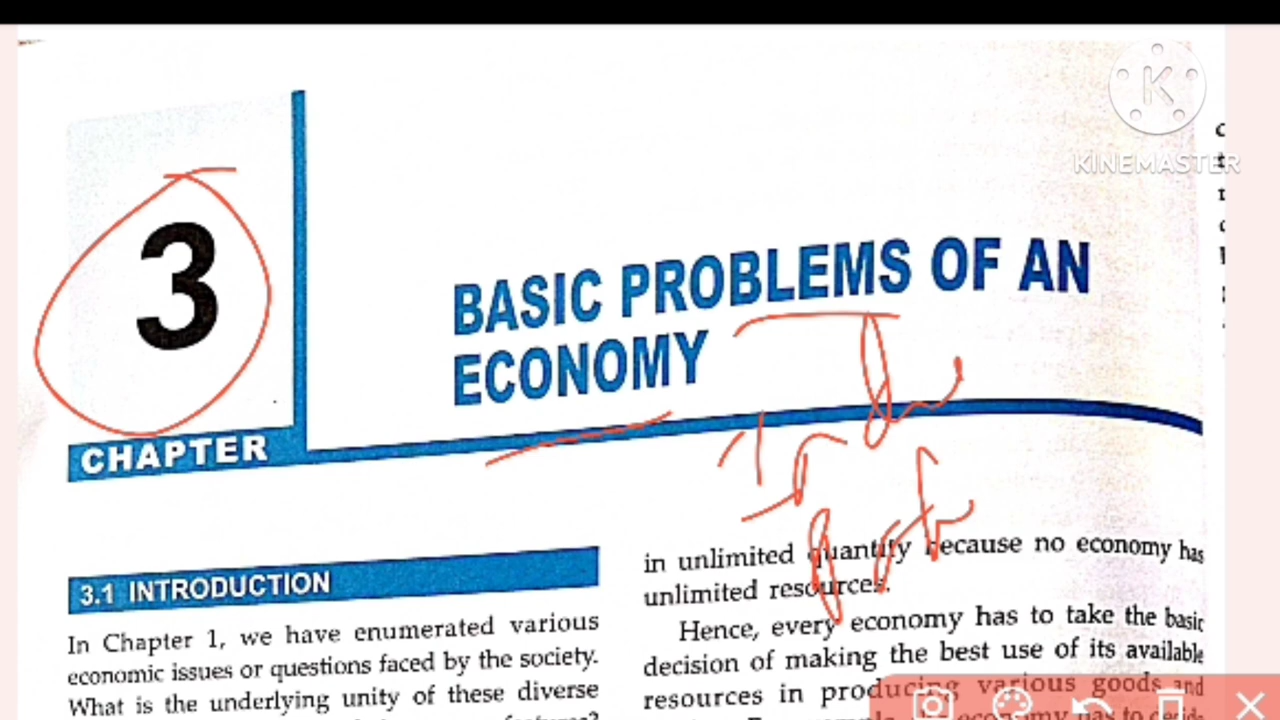 KINEMASTER
3
CHAPTER
BASIC PROBLEMS OF AN
ECONOMY
3.1 INTRODUCTION
In Chapter 1, we have enumerated various
economic issues or questions faced by the society.
What is the underlying unity of these diverse
in unlimited quantity because no economy has
unlimited resources.
Hence, every economy has to take the basic
decision of making the best use of its available
resources in producing various goods and